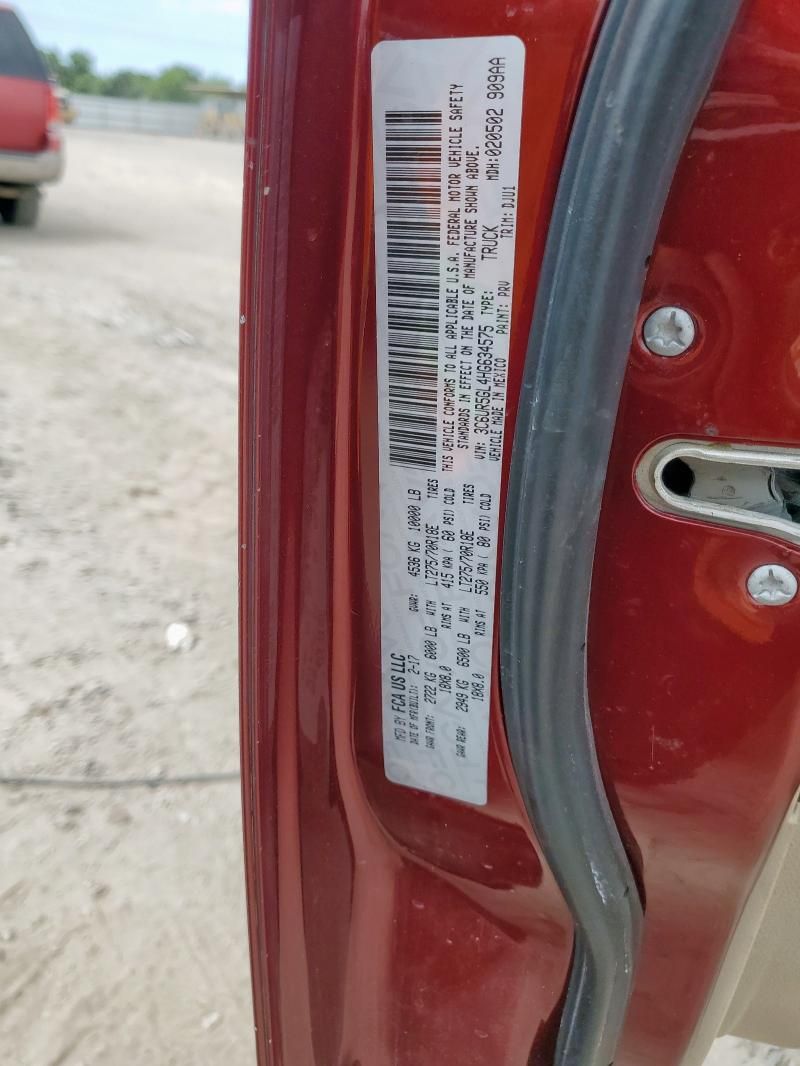 MFD BY FCA US LLC
DATE OF MFR(BUILT): 2-17 GVWR: 4536 KG 10000 LB
GAWR FRONT: 2722 KG 6000 LB WITH LT275/70R18E TIRES
18X8.0 RIMS AT 415 KPA ( 60 PSI) COLD
GAWR REAR: 2949 KG 6500 LB WITH LT275/70R18E TIRES
18X8.0 RIMS AT 550 KPA ( 80 PSI) COLD
THIS VEHICLE CONFORMS TO ALL APPLICABLE U.S.A. FEDERAL MOTOR VEHICLE SAFETY
STANDARDS IN EFFECT ON THE DATE OF MANUFACTURE SHOWN ABOVE.
VIN: 3C6UR5GL4HG634575 TYPE: TRUCK MDH:020502 909AA
VEHICLE MADE IN MEXICO PAINT: PRV TRIM: DJU1